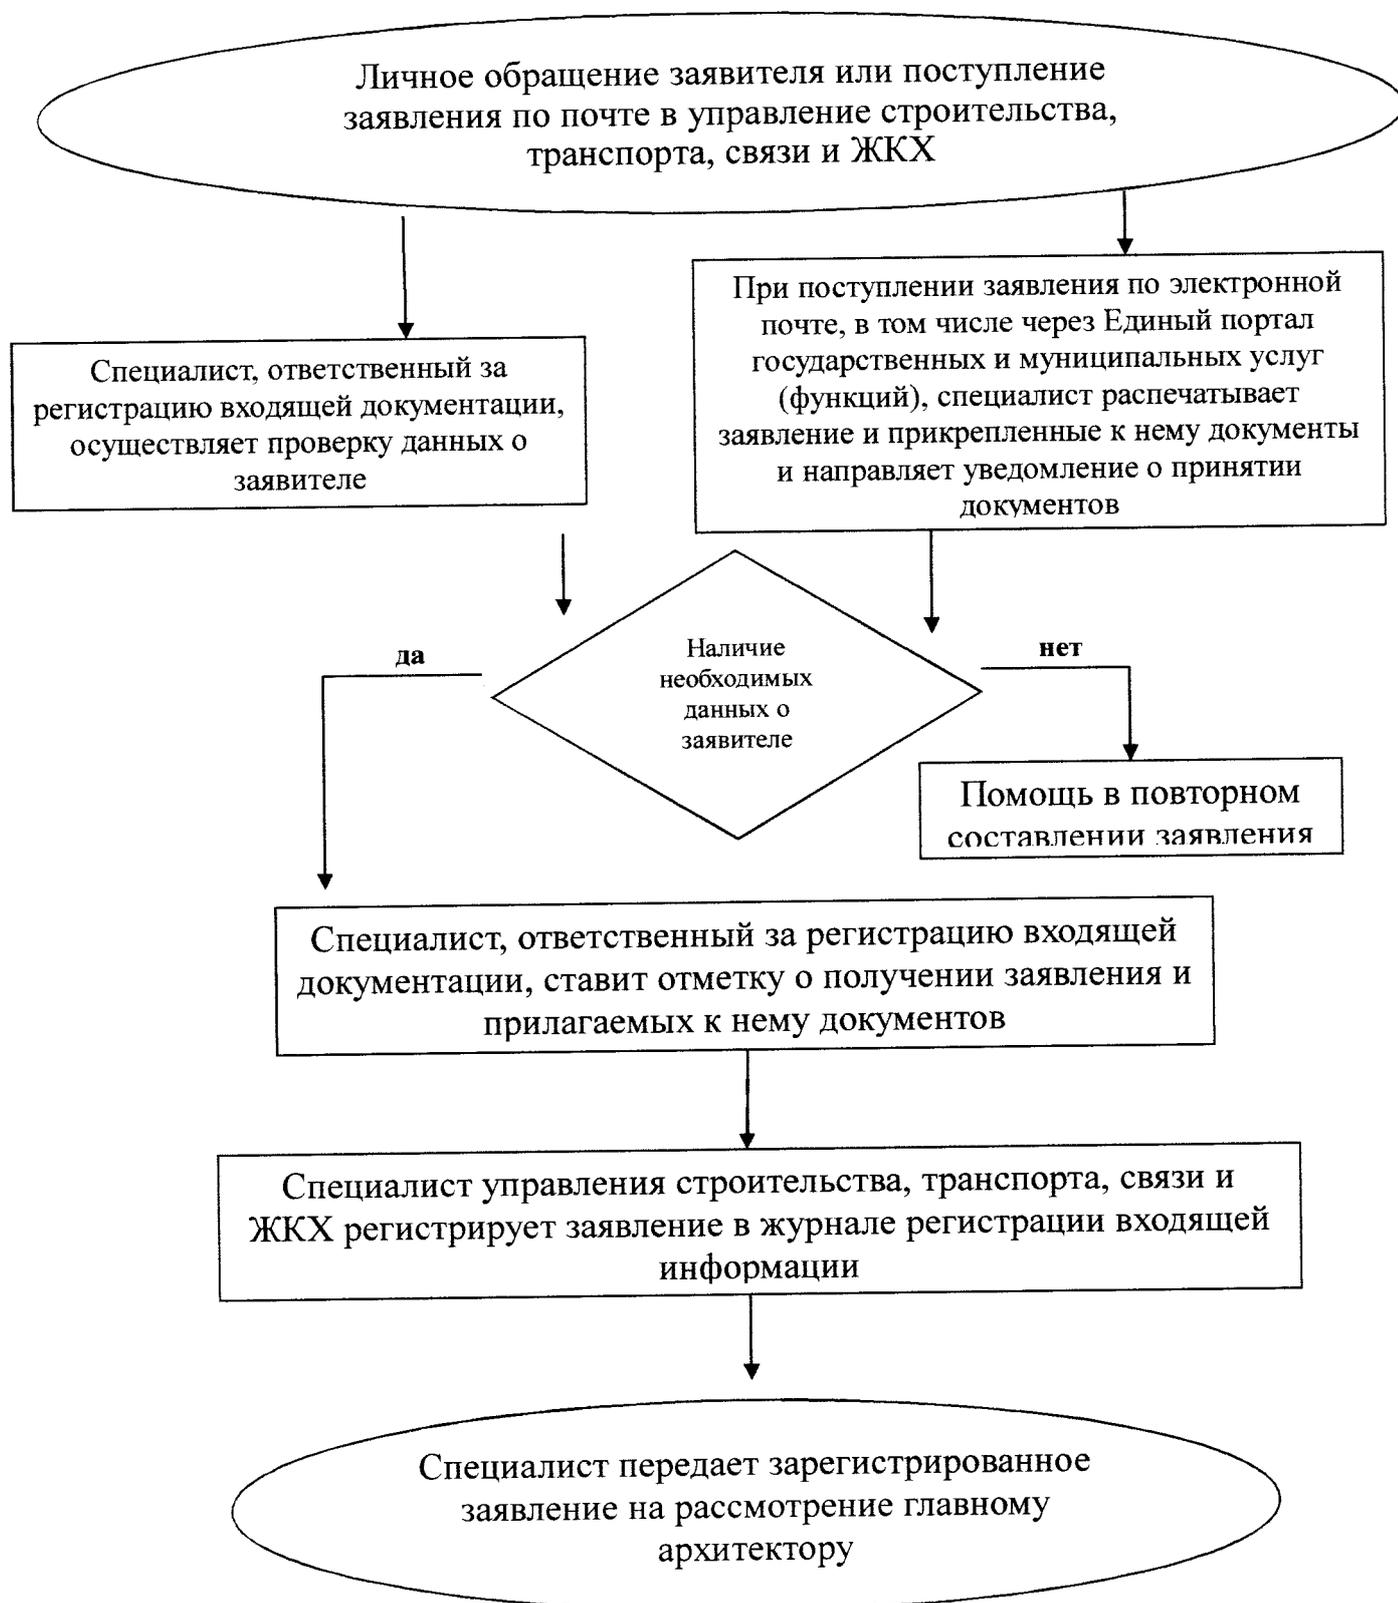 Личное обращение заявителя или поступление
заявления по почте в управление строительства,
транспорта, связи и ЖКХ
Специалист, ответственный за
регистрацию входящей документации,
осуществляет проверку данных о
заявителе
При поступлении заявления по электронной
почте, в том числе через Единый портал
государственных и муниципальных услуг
(функций), специалист распечатывает
заявление и прикрепленные к нему документы
и направляет уведомление о принятии
документов
да
Наличие
необходимых
данных о
заявителе
нет
Помощь в повторном
составлении заявления
Специалист, ответственный за регистрацию входящей
документации, ставит отметку о получении заявления и
прилагаемых к нему документов
Специалист управления строительства, транспорта, связи и
ЖКХ регистрирует заявление в журнале регистрации входящей
информации
Специалист передает зарегистрированное
заявление на рассмотрение главному
архитектору